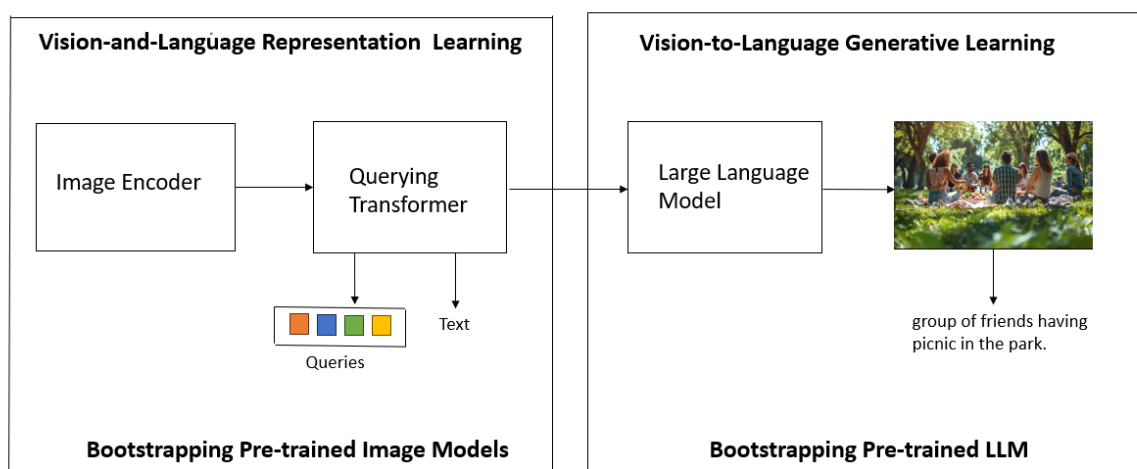 Vision-and-Language Representation Learning
Image Encoder
Querying
Transformer
Queries
Text
Bootstrapping Pre-trained Image Models
Vision-to-Language Generative Learning
Large Language
Model
group of friends having
picnic in the park.
Bootstrapping Pre-trained LLM